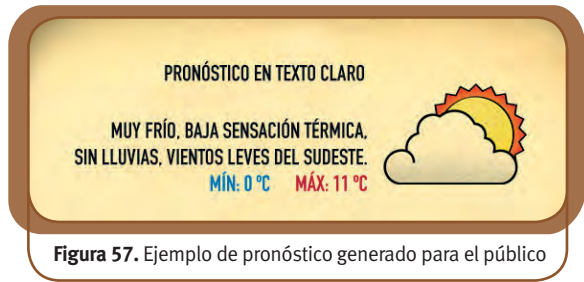 PRONÓSTICO EN TEXTO CLARO
MUY FRÍO, BAJA SENSACIÓN TÉRMICA,
SIN LLUVIAS, VIENTOS LEVES DEL SUDESTE.
MÍN: 0 ºC MÁX: 11 ºC
Figura 57. Ejemplo de pronóstico generado para el público